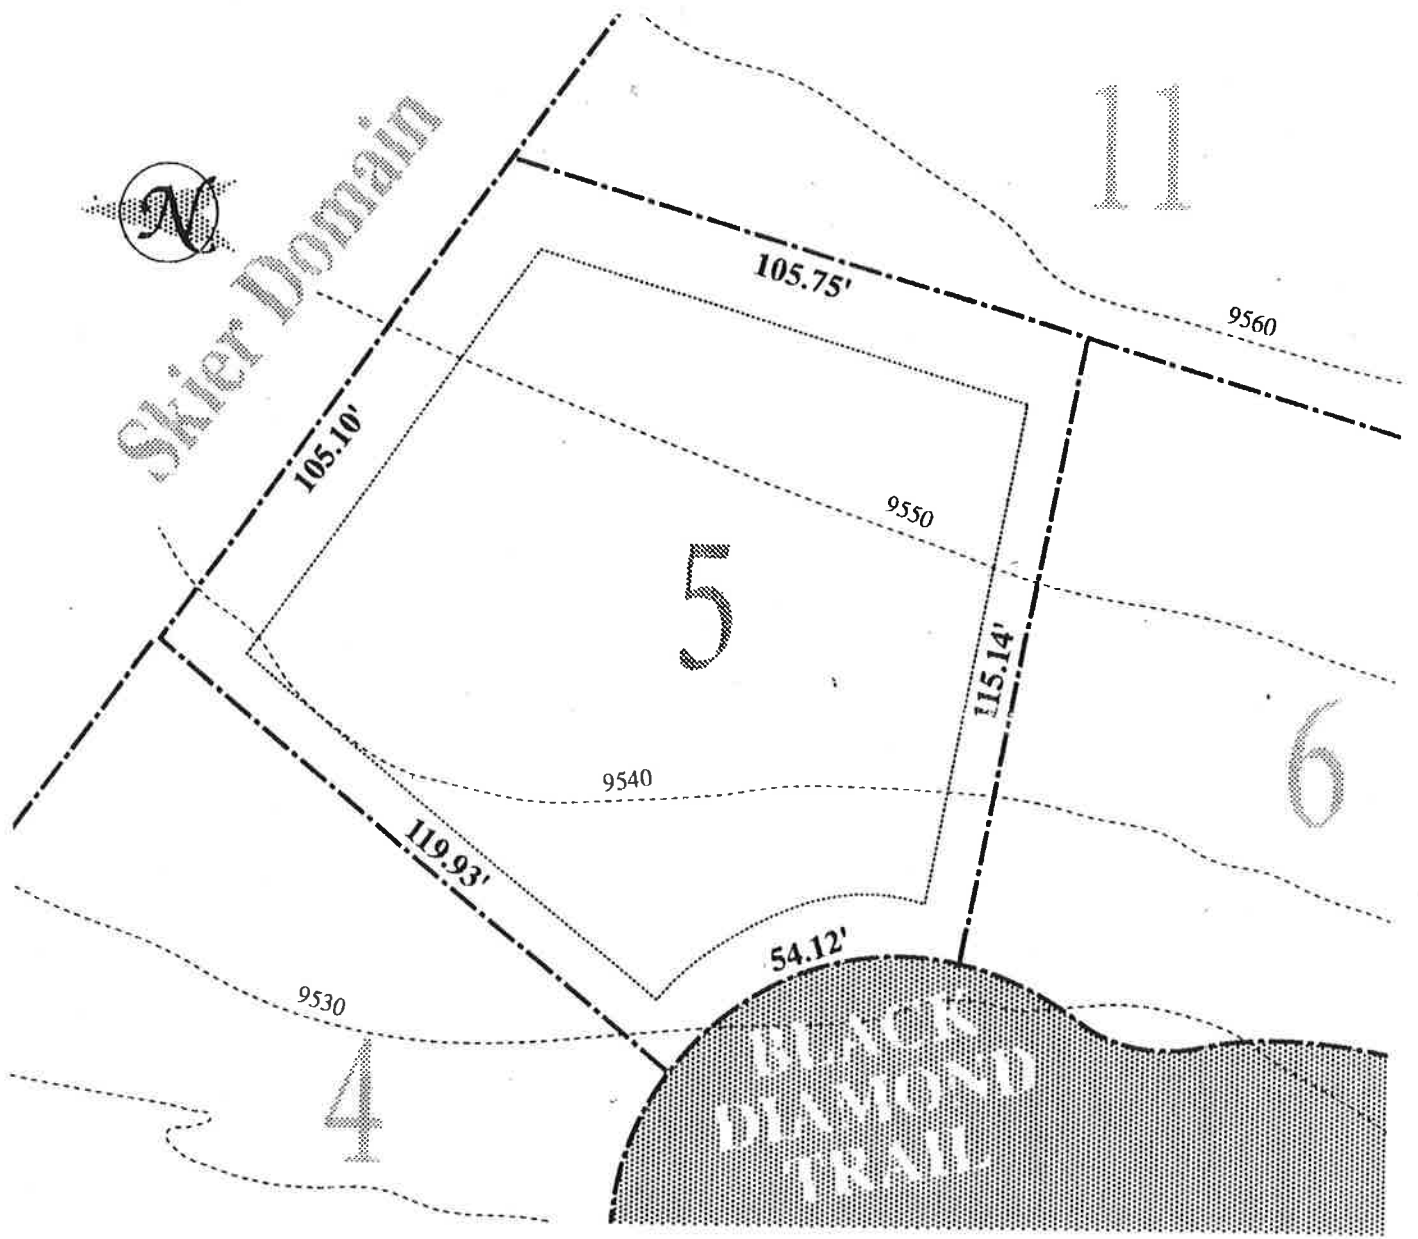 11
N
Skier Domain
105.75'
9560
105.10'
9550
5
115.14'
6
9540
119.93'
54.12'
9530
4
BLACK
DIAMOND
TRAIL